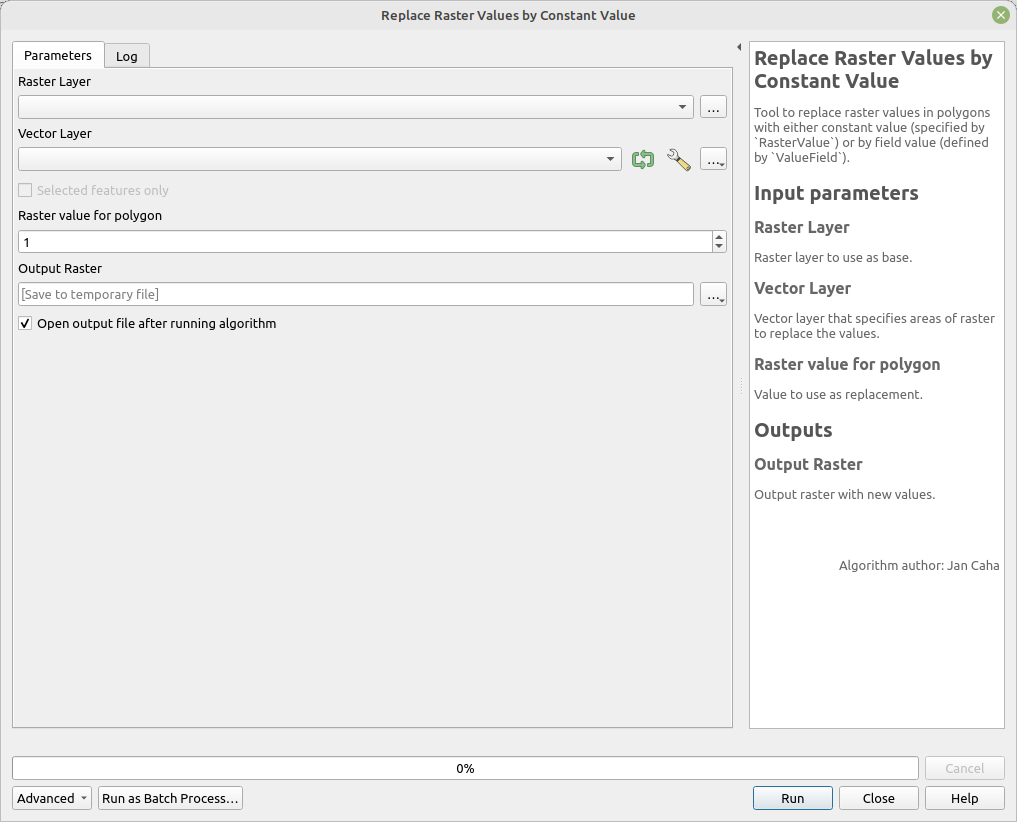 Replace Raster Values by Constant Value
Parameters
Log
Raster Layer
...
Vector Layer
...
Selected features only
Raster value for polygon
1
Output Raster
[Save to temporary file]
...
Open output file after running algorithm
Replace Raster Values by
Constant Value
Tool to replace raster values in polygons
with either constant value (specified by
`RasterValue`) or by field value (defined
by `ValueField`).
Input parameters
Raster Layer
Raster layer to use as base.
Vector Layer
Vector layer that specifies areas of raster
to replace the values.
Raster value for polygon
Value to use as replacement.
Outputs
Output Raster
Output raster with new values.
Algorithm author: Jan Caha
0%
Cancel
Advanced
Run as Batch Process…
Run
Close
Help